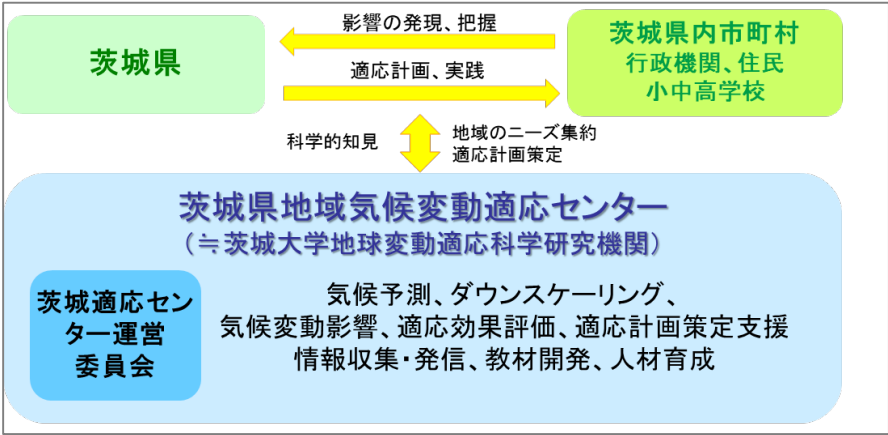 茨城県
影響の発現、把握
適応計画、実践
茨城県内市町村
行政機関、住民
小中高学校
科学的知見
地域のニーズ集約
適応計画策定
茨城県地域気候変動適応センター
（≒茨城大学地球変動適応科学研究機関）
茨城適応セン
ター運営
委員会
気候予測、ダウンスケーリング、
気候変動影響、適応効果評価、適応計画策定支援
情報収集・発信、教材開発、人材育成